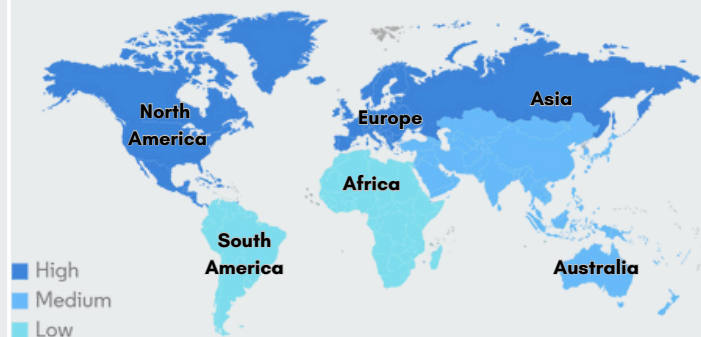 North
America
Europe
Asia
Africa
South
America
Australia
High
Medium
Low